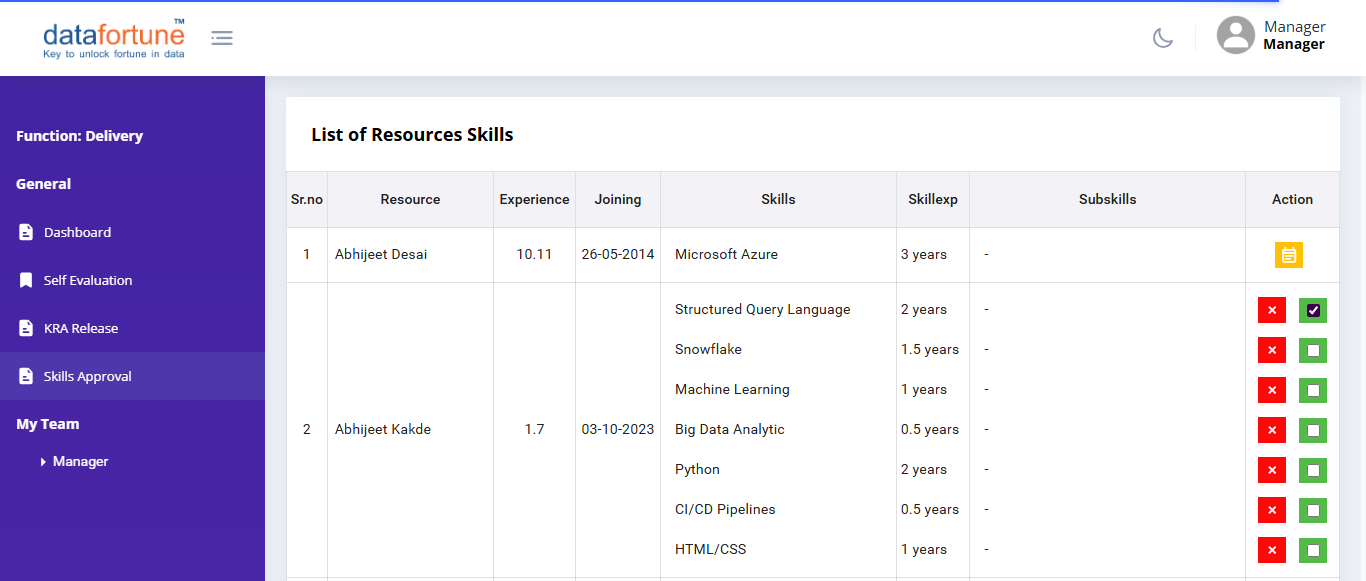 datafortune™
Key to unlock fortune in data
Manager
Manager
Function: Delivery
General
Dashboard
Self Evaluation
KRA Release
Skills Approval
My Team
Manager
List of Resources Skills
Sr.no Resource Experience Joining Skills Skillexp Subskills Action
1 Abhijeet Desai 10.11 26-05-2014 Microsoft Azure 3 years -
Structured Query Language 2 years -
Snowflake 1.5 years -
Machine Learning 1 years -
2 Abhijeet Kakde 1.7 03-10-2023 Big Data Analytic 0.5 years -
Python 2 years -
CI/CD Pipelines 0.5 years -
HTML/CSS 1 years -